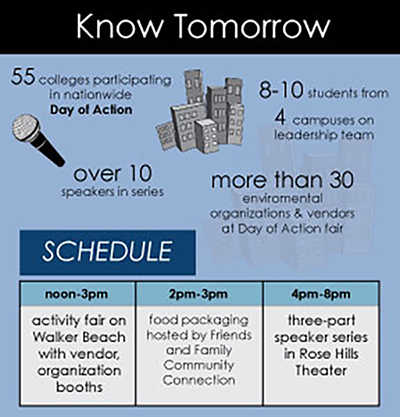 Know Tomorrow
55 colleges participating
in nationwide
Day of Action
8-10 students from
4 campuses on
leadership team
over 10
speakers in series
more than 30
enviromental
organizations & vendors
at Day of Action fair
SCHEDULE
noon-3pm
activity fair on
Walker Beach
with vendor,
organization
booths
2pm-3pm
food packaging
hosted by Friends
and Family
Community
Connection
4pm-8pm
three-part
speaker series
in Rose Hills
Theater